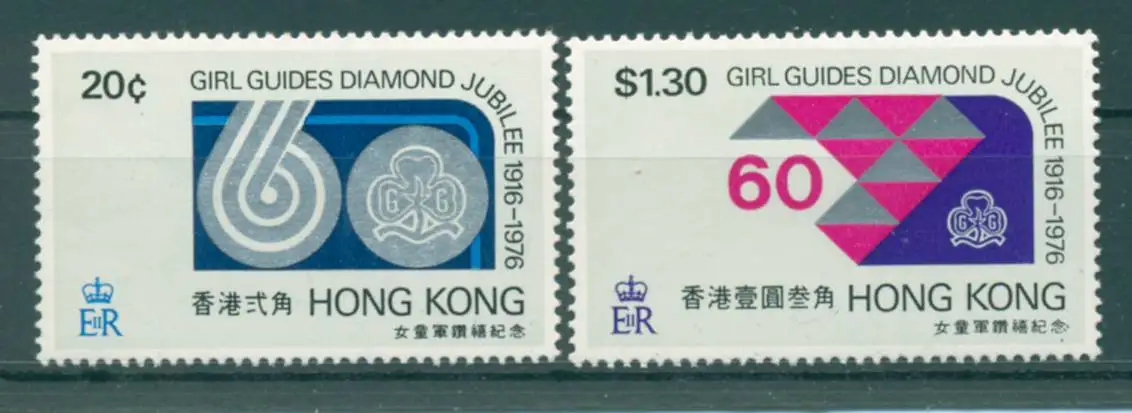 20¢
GIRL GUIDES DIAMOND JUBILEE 1916-1976
60
GG
EIIR
香港弍角 HONG KONG
女童軍鑽禧紀念
$1.30
GIRL GUIDES DIAMOND JUBILEE 1916-1976
60
GG
EIIR
香港壹圓叁角 HONG KONG
女童軍鑽禧紀念